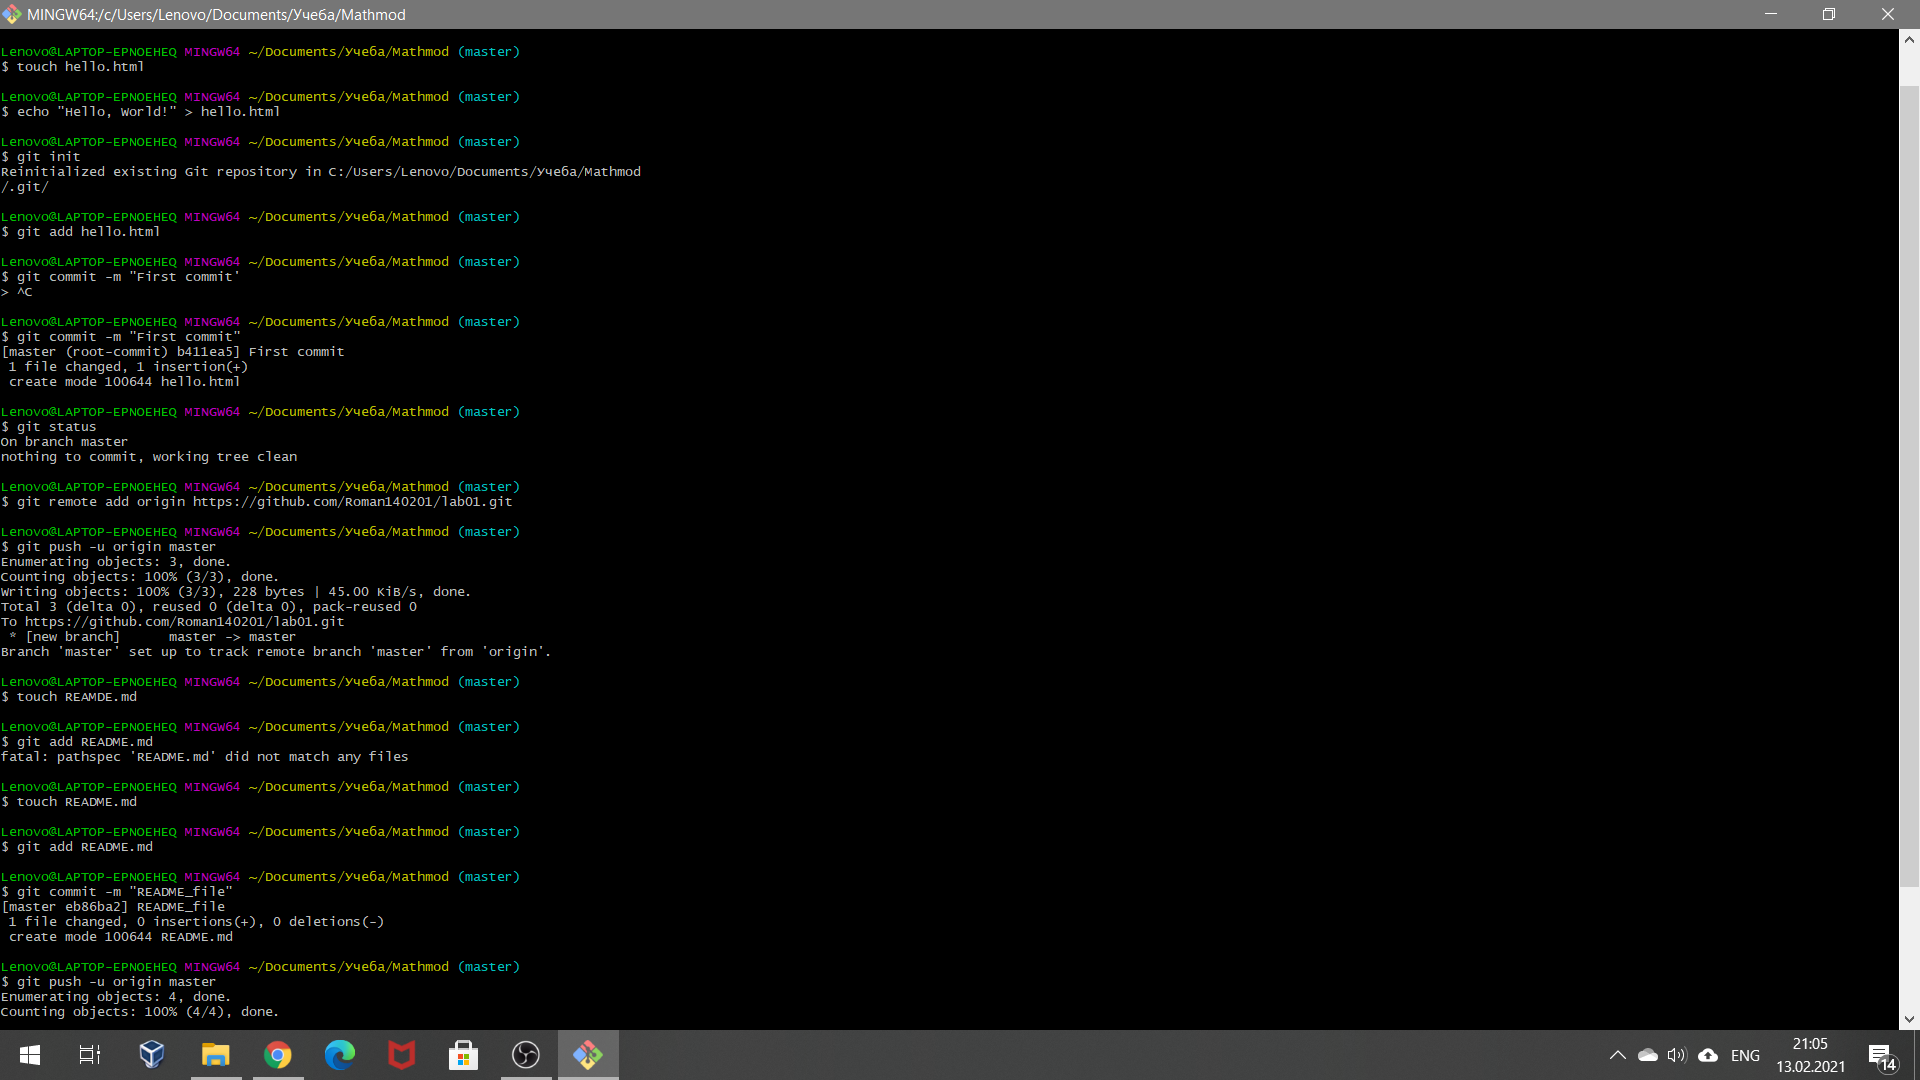 MINGW64:/c/Users/Lenovo/Documents/Учеба/Mathmod
Lenovo@LAPTOP-EPNOEHEQ MINGW64 ~/Documents/Учеба/Mathmod (master)
$ touch hello.html
Lenovo@LAPTOP-EPNOEHEQ MINGW64 ~/Documents/Учеба/Mathmod (master)
$ echo "Hello, World!" > hello.html
Lenovo@LAPTOP-EPNOEHEQ MINGW64 ~/Documents/Учеба/Mathmod (master)
$ git init
Reinitialized existing Git repository in C:/Users/Lenovo/Documents/Учеба/Mathmod
/.git/
Lenovo@LAPTOP-EPNOEHEQ MINGW64 ~/Documents/Учеба/Mathmod (master)
$ git add hello.html
Lenovo@LAPTOP-EPNOEHEQ MINGW64 ~/Documents/Учеба/Mathmod (master)
$ git commit -m "First commit'
> ^C
Lenovo@LAPTOP-EPNOEHEQ MINGW64 ~/Documents/Учеба/Mathmod (master)
$ git commit -m "First commit"
[master (root-commit) b411ea5] First commit
1 file changed, 1 insertion(+)
create mode 100644 hello.html
Lenovo@LAPTOP-EPNOEHEQ MINGW64 ~/Documents/Учеба/Mathmod (master)
$ git status
On branch master
nothing to commit, working tree clean
Lenovo@LAPTOP-EPNOEHEQ MINGW64 ~/Documents/Учеба/Mathmod (master)
$ git remote add origin https://github.com/Roman140201/lab01.git
Lenovo@LAPTOP-EPNOEHEQ MINGW64 ~/Documents/Учеба/Mathmod (master)
$ git push -u origin master
Enumerating objects: 3, done.
Counting objects: 100% (3/3), done.
Writing objects: 100% (3/3), 228 bytes | 45.00 KiB/s, done.
Total 3 (delta 0), reused 0 (delta 0), pack-reused 0
To https://github.com/Roman140201/lab01.git
* [new branch]      master -> master
Branch 'master' set up to track remote branch 'master' from 'origin'.
Lenovo@LAPTOP-EPNOEHEQ MINGW64 ~/Documents/Учеба/Mathmod (master)
$ touch REAMDE.md
Lenovo@LAPTOP-EPNOEHEQ MINGW64 ~/Documents/Учеба/Mathmod (master)
$ git add README.md
fatal: pathspec 'README.md' did not match any files
Lenovo@LAPTOP-EPNOEHEQ MINGW64 ~/Documents/Учеба/Mathmod (master)
$ touch README.md
Lenovo@LAPTOP-EPNOEHEQ MINGW64 ~/Documents/Учеба/Mathmod (master)
$ git add README.md
Lenovo@LAPTOP-EPNOEHEQ MINGW64 ~/Documents/Учеба/Mathmod (master)
$ git commit -m "README_file"
[master eb86ba2] README_file
1 file changed, 0 insertions(+), 0 deletions(-)
create mode 100644 README.md
Lenovo@LAPTOP-EPNOEHEQ MINGW64 ~/Documents/Учеба/Mathmod (master)
$ git push -u origin master
Enumerating objects: 4, done.
Counting objects: 100% (4/4), done.
ENG
21:05
13.02.2021
14